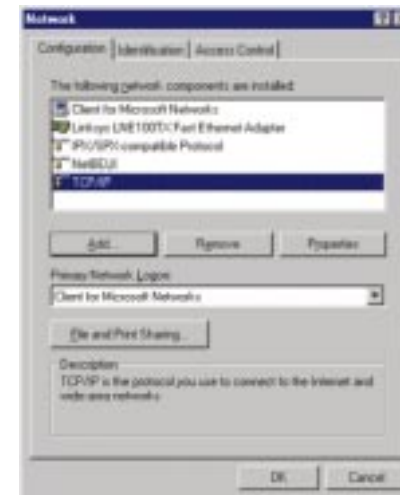 Network
Configuration Identification Access Control
The following network components are installed:
Client for Microsoft Networks
Linksys LNE100TX Fast Ethernet Adapter
IPX/SPX-compatible Protocol
NetBEUI
TCP/IP
Add... Remove Properties
Primary Network Logon:
Client for Microsoft Networks
File and Print Sharing...
Description
TCP/IP is the protocol you use to connect to the Internet and
wide-area networks.
OK Cancel